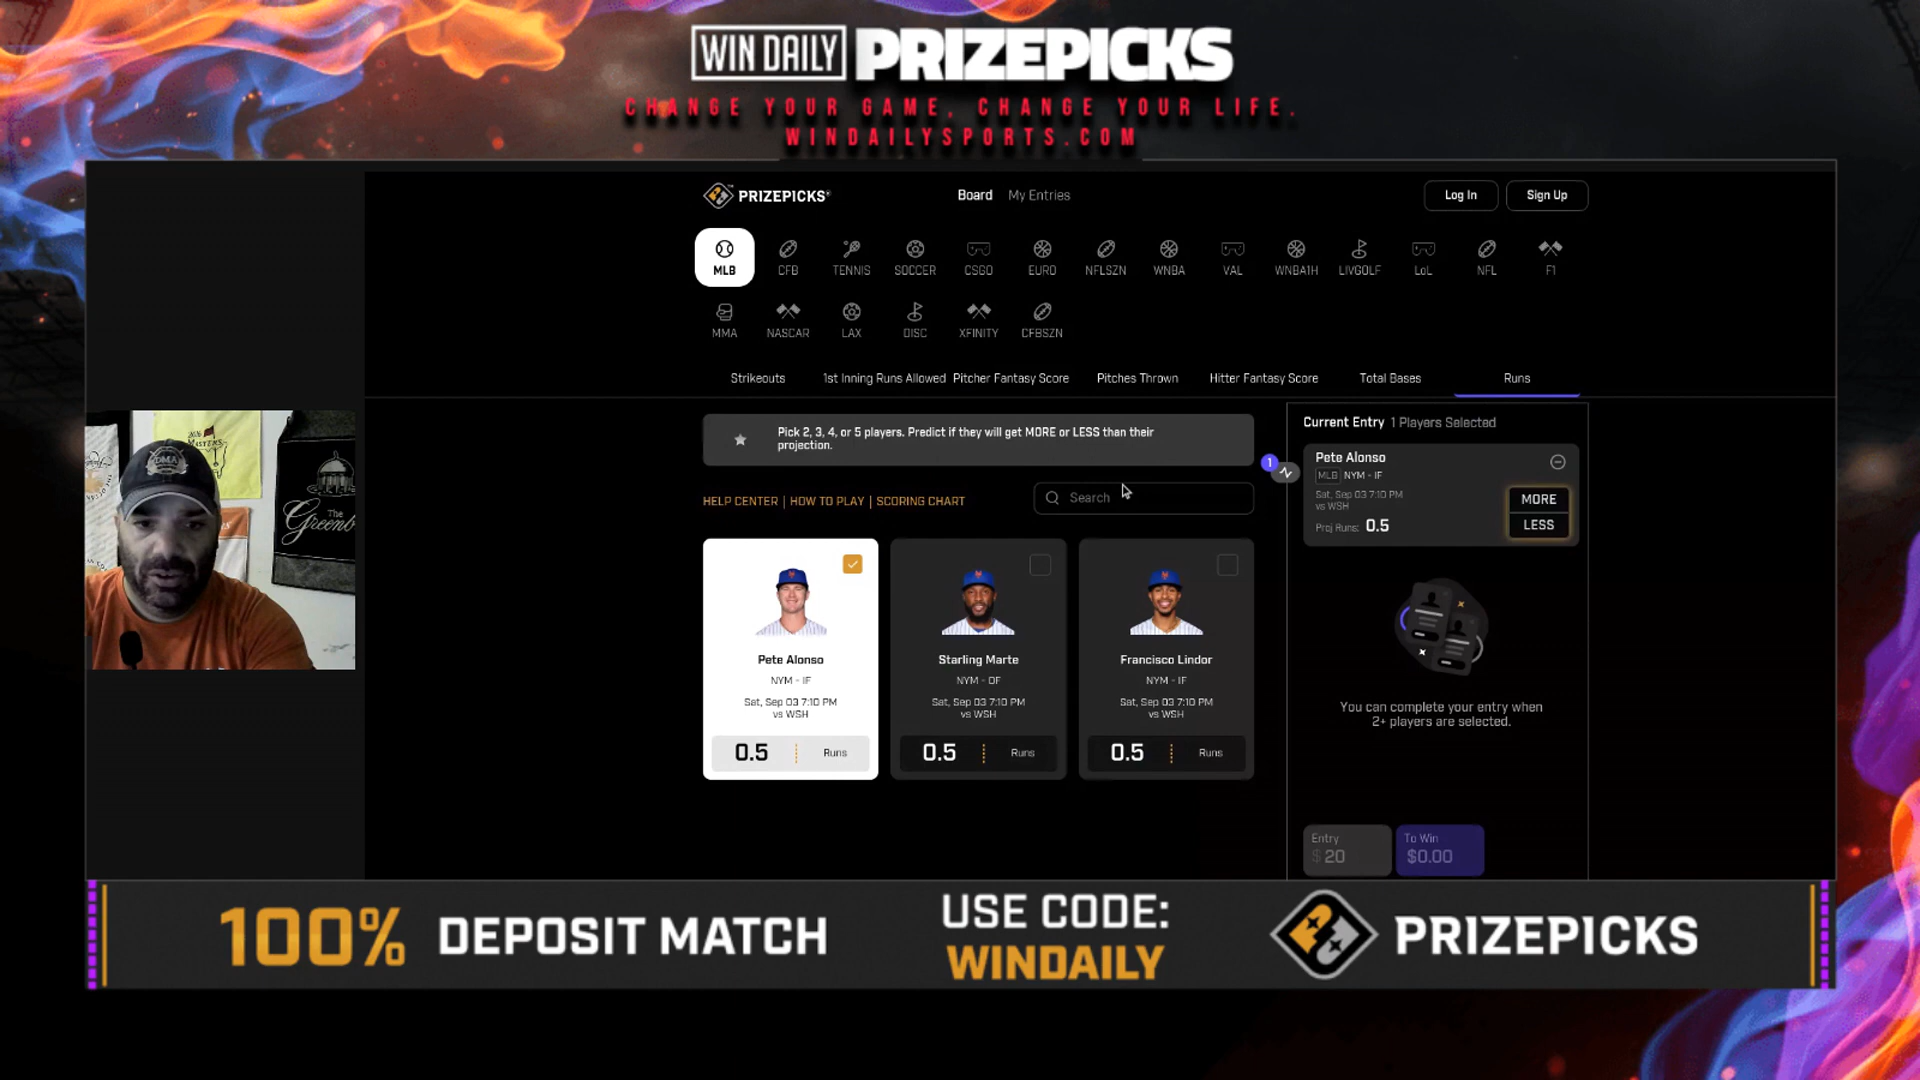 WIN DAILY PRIZEPICKS
CHANGE YOUR GAME, CHANGE YOUR LIFE.
WINDAILYSPORTS.COM
PRIZEPICKS®
Board My Entries
Log In Sign Up
MLB CFB TENNIS SOCCER CSGO EURO NFLSZN WNBA VAL WNBA1H LIVGOLF LoL NFL F1
MMA NASCAR LAX DISC XFINITY CFBSZN
Strikeouts 1st Inning Runs Allowed Pitcher Fantasy Score Pitches Thrown Hitter Fantasy Score Total Bases Runs
Pick 2, 3, 4, or 5 players. Predict if they will get MORE or LESS than their
projection.
HELP CENTER | HOW TO PLAY | SCORING CHART
Search
Pete Alonso
NYM - IF
Sat, Sep 03 7:10 PM
vs WSH
0.5 Runs
Starling Marte
NYM - OF
Sat, Sep 03 7:10 PM
vs WSH
0.5 Runs
Francisco Lindor
NYM - IF
Sat, Sep 03 7:10 PM
vs WSH
0.5 Runs
Current Entry 1 Players Selected
1
Pete Alonso
MLB NYM - IF
Sat, Sep 03 7:10 PM
vs WSH
Proj Runs: 0.5
MORE
LESS
You can complete your entry when
2+ players are selected.
Entry
$ 20
To Win
$0.00
DMA
MASTERS
The
Greenb
100% DEPOSIT MATCH
USE CODE:
WINDAILY
PRIZEPICKS